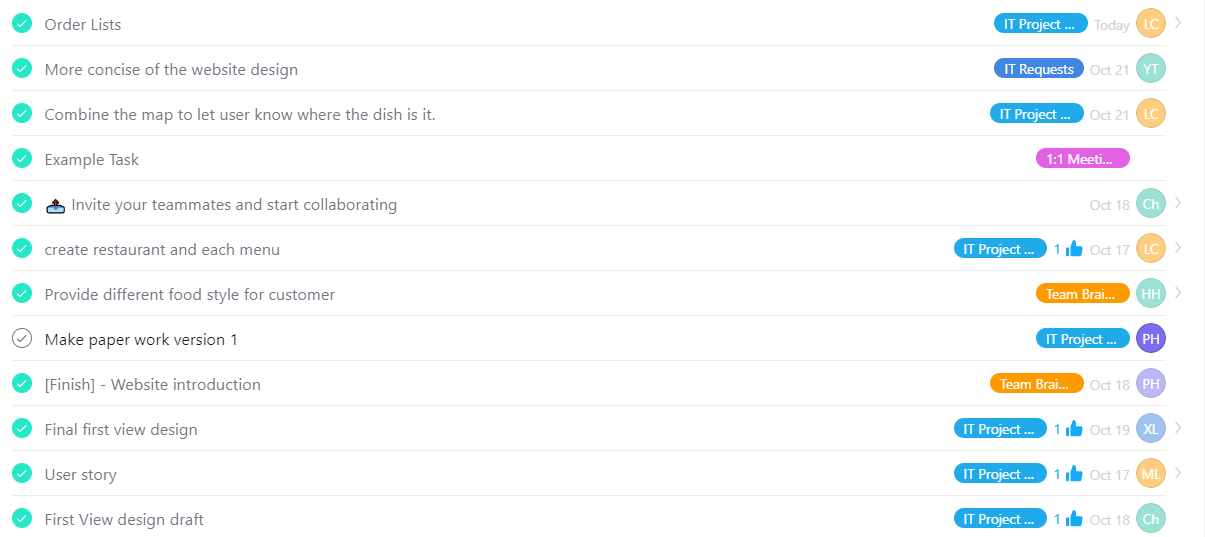 Order Lists IT Project ... Today LC
More concise of the website design IT Requests Oct 21 YT
Combine the map to let user know where the dish is it. IT Project ... Oct 21 LC
Example Task 1:1 Meeti...
Invite your teammates and start collaborating Oct 18 Ch
create restaurant and each menu IT Project ... 1 Oct 17 LC
Provide different food style for customer Team Brai... HH
Make paper work version 1 IT Project ... PH
[Finish] - Website introduction Team Brai... Oct 18 PH
Final first view design IT Project ... 1 Oct 19 XL
User story IT Project ... 1 Oct 17 ML
First View design draft IT Project ... 1 Oct 18 Ch